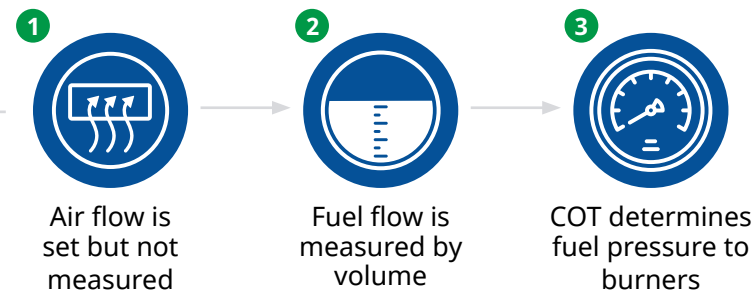 1
Air flow is
set but not
measured
2
Fuel flow is
measured by
volume
3
COT determines
fuel pressure to
burners